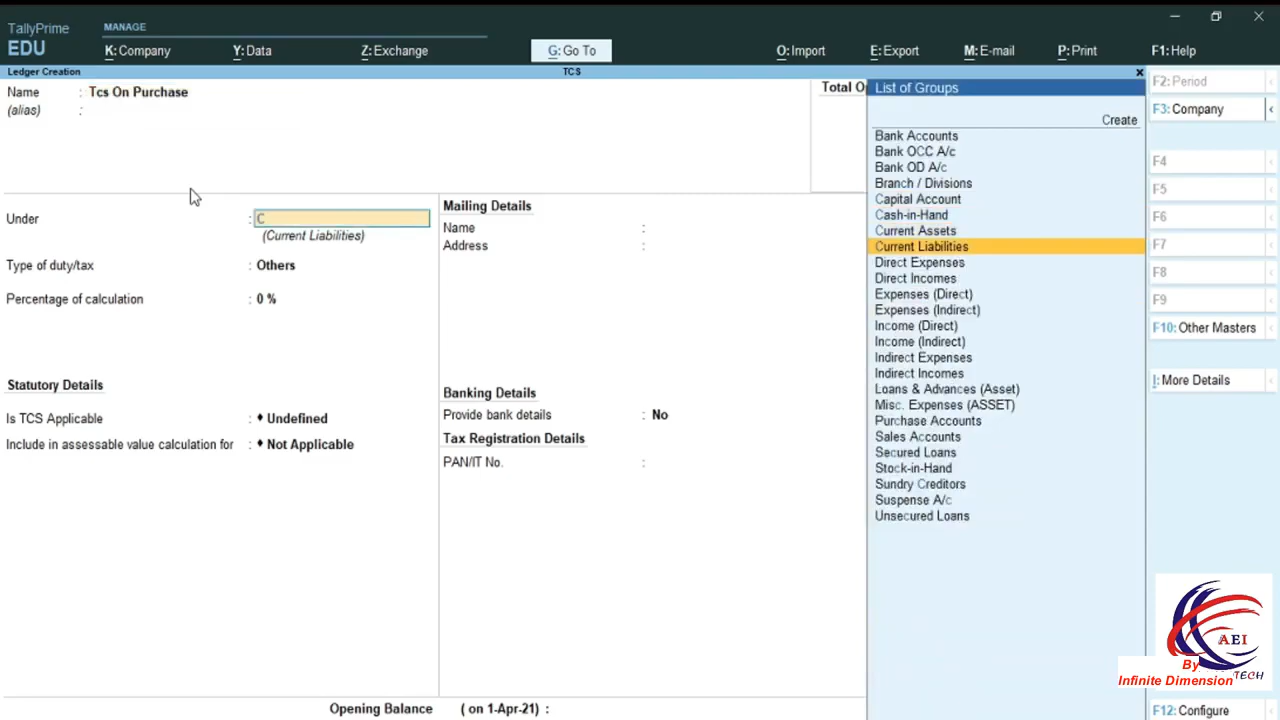 TallyPrime
EDU
MANAGE
K: Company
Y: Data
Z: Exchange
G: Go To
O: Import
E: Export
M: E-mail
P: Print
F1: Help
Ledger Creation
TCS
Name : Tcs On Purchase
(alias) :
Total O
Under : C
(Current Liabilities)
Type of duty/tax : Others
Percentage of calculation : 0 %
Statutory Details
Is TCS Applicable : ♦ Undefined
Include in assessable value calculation for : ♦ Not Applicable
Mailing Details
Name :
Address :
Banking Details
Provide bank details : No
Tax Registration Details
PAN/IT No. :
Opening Balance ( on 1-Apr-21) :
x
List of Groups
Create
Bank Accounts
Bank OCC A/c
Bank OD A/c
Branch / Divisions
Capital Account
Cash-in-Hand
Current Assets
Current Liabilities
Direct Expenses
Direct Incomes
Expenses (Direct)
Expenses (Indirect)
Income (Direct)
Income (Indirect)
Indirect Expenses
Indirect Incomes
Loans & Advances (Asset)
Misc. Expenses (ASSET)
Purchase Accounts
Sales Accounts
Secured Loans
Stock-in-Hand
Sundry Creditors
Suspense A/c
Unsecured Loans
F2: Period
F3: Company
F4
F5
F6
F7
F8
F9
F10: Other Masters
I: More Details
AEI
TECH
By
Infinite Dimension
F12: Configure